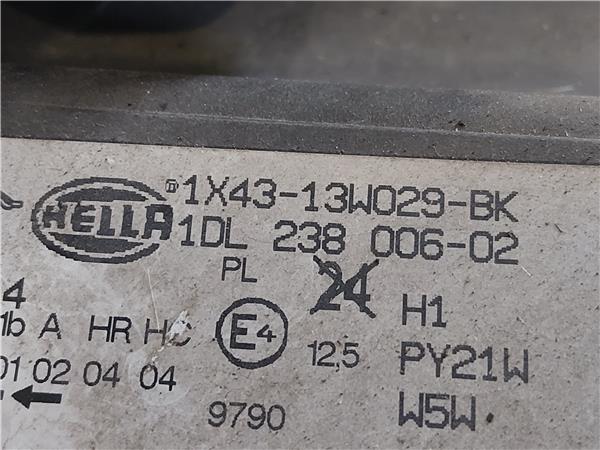 HELLA 1X43-13W029-BK
1DL 238 006-02
PL 24 H1
4
1b A HR HC E4 12,5 PY21W
01 02 04 04
9790 W5W